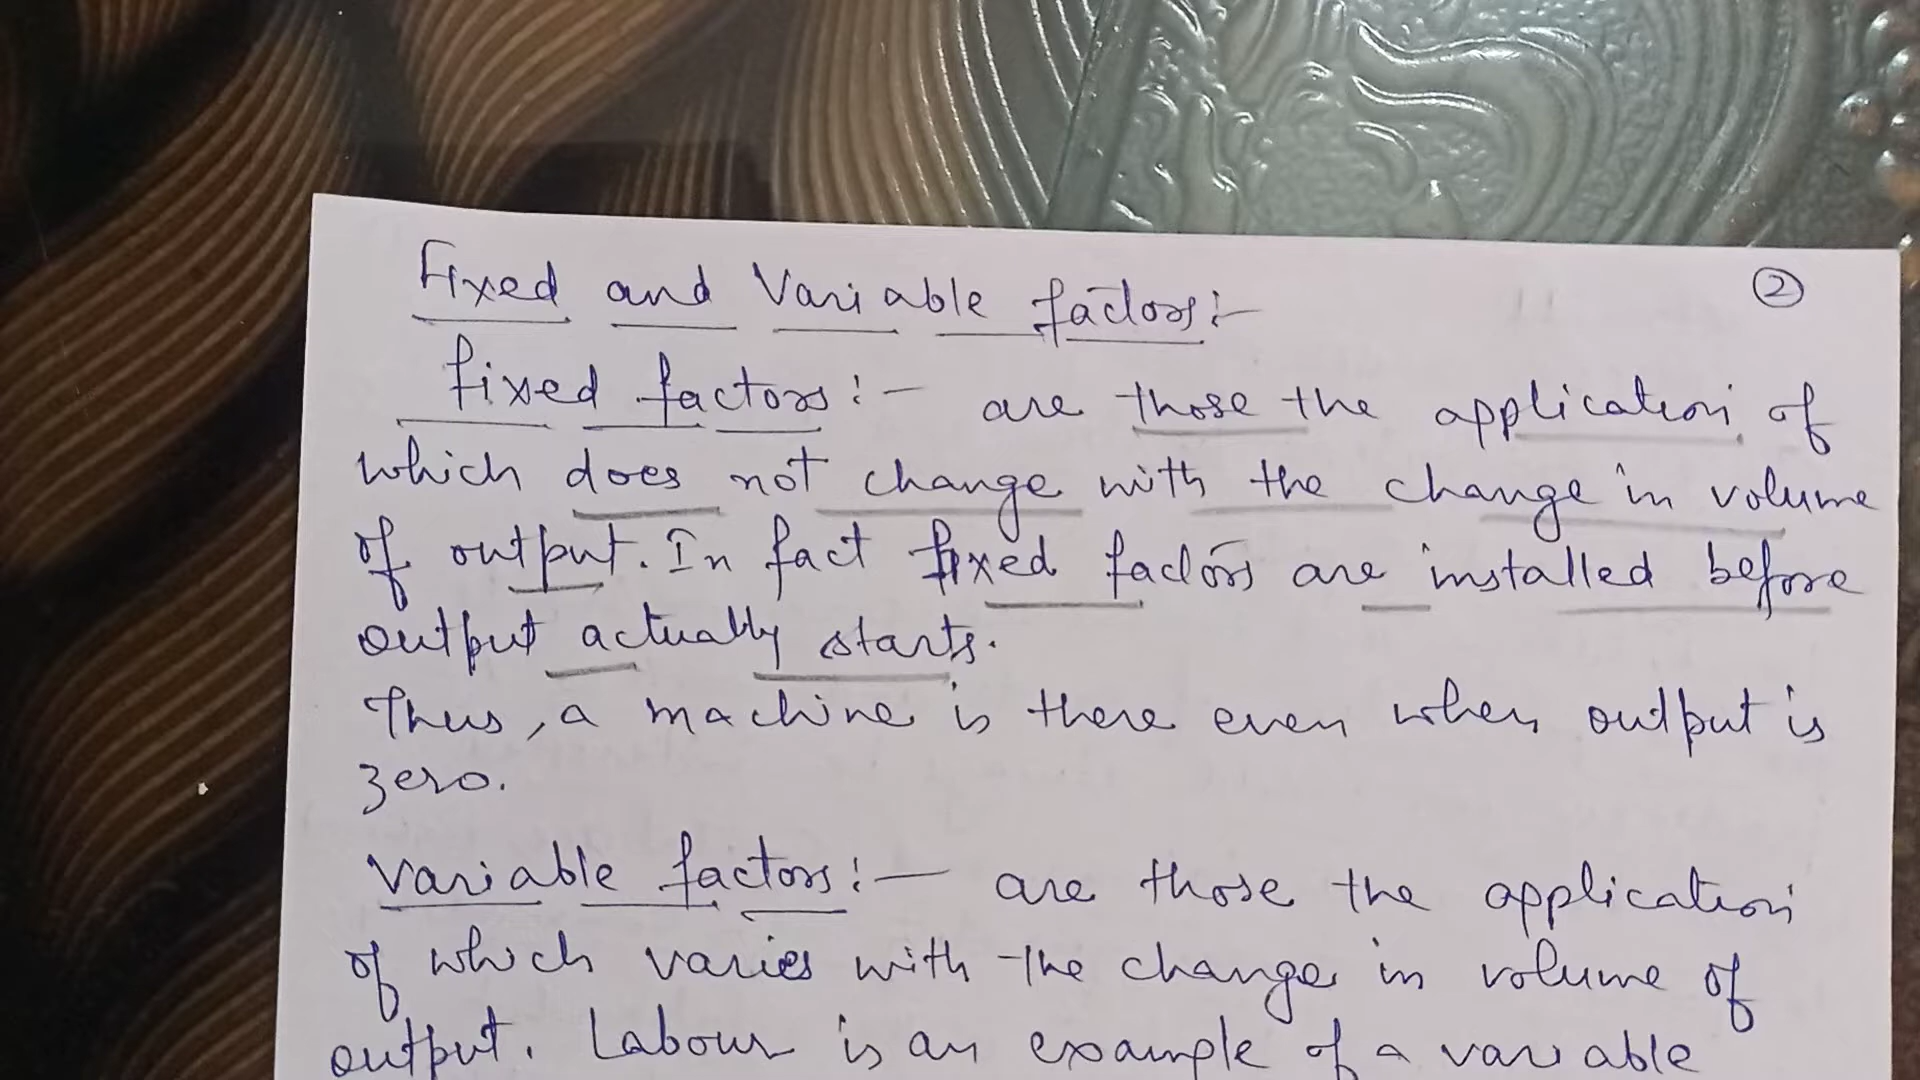 Fixed and Variable factors:-
②
fixed factors:- are those the application of
which does not change with the change in volume
of output. In fact fixed factors are installed before
output actually starts.
Thus, a machine is there even when output is
zero.
Variable factors:- are those the application
of which varies with the change in volume of
output. Labour is an example of a variable